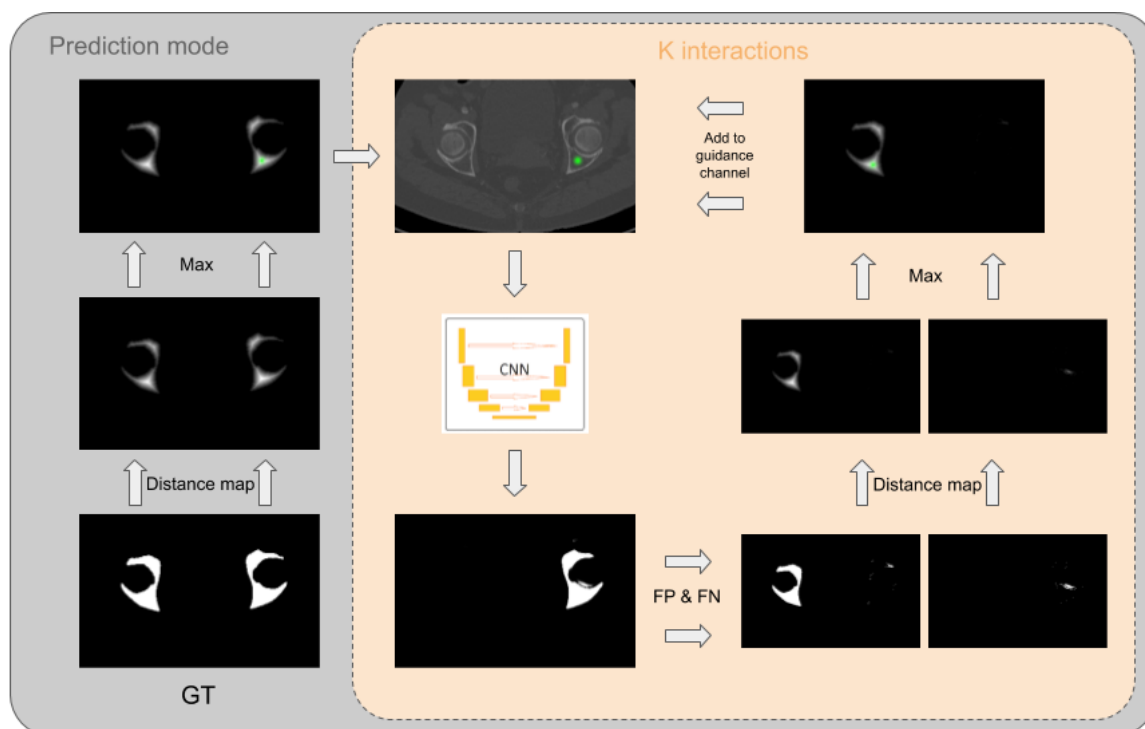 Prediction mode
K interactions
Max
Distance map
GT
CNN
FP & FN
Distance map
Max
Add to
guidance
channel